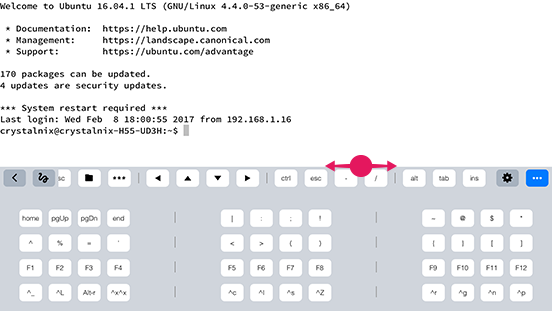 Welcome to Ubuntu 16.04.1 LTS (GNU/Linux 4.4.0-53-generic x86_64)
* Documentation: https://help.ubuntu.com
* Management: https://landscape.canonical.com
* Support: https://ubuntu.com/advantage
170 packages can be updated.
4 updates are security updates.
*** System restart required ***
Last login: Wed Feb 8 18:00:55 2017 from 192.168.1.16
crystalnix@crystalnix-H55-UD3H:~$
sc *** ctrl esc - / alt tab ins
home pgUp pgDn end | : ; ! ~ @ $ *
^ % = ' < > ( ) { } [ ]
F1 F2 F3 F4 F5 F6 F7 F8 F9 F10 F11 F12
^_ ^L Alt-r ^x^x ^c ^l ^s ^Z ^r ^g ^n ^p